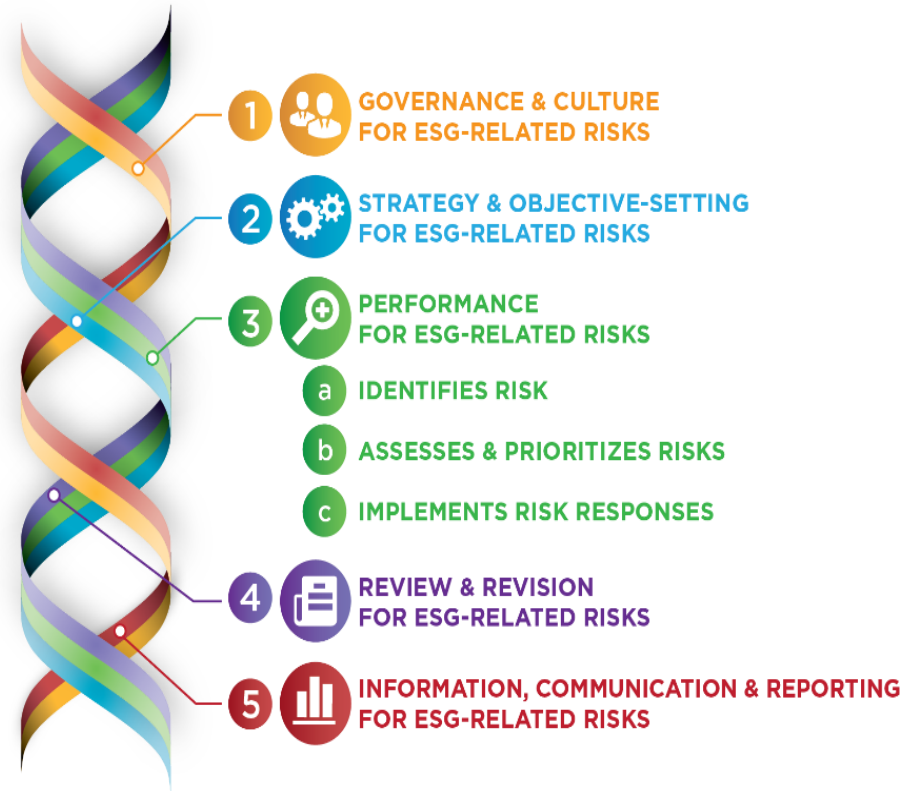 1 GOVERNANCE & CULTURE
FOR ESG-RELATED RISKS
2 STRATEGY & OBJECTIVE-SETTING
FOR ESG-RELATED RISKS
3 PERFORMANCE
FOR ESG-RELATED RISKS
a IDENTIFIES RISK
b ASSESSES & PRIORITIZES RISKS
c IMPLEMENTS RISK RESPONSES
4 REVIEW & REVISION
FOR ESG-RELATED RISKS
5 INFORMATION, COMMUNICATION & REPORTING
FOR ESG-RELATED RISKS